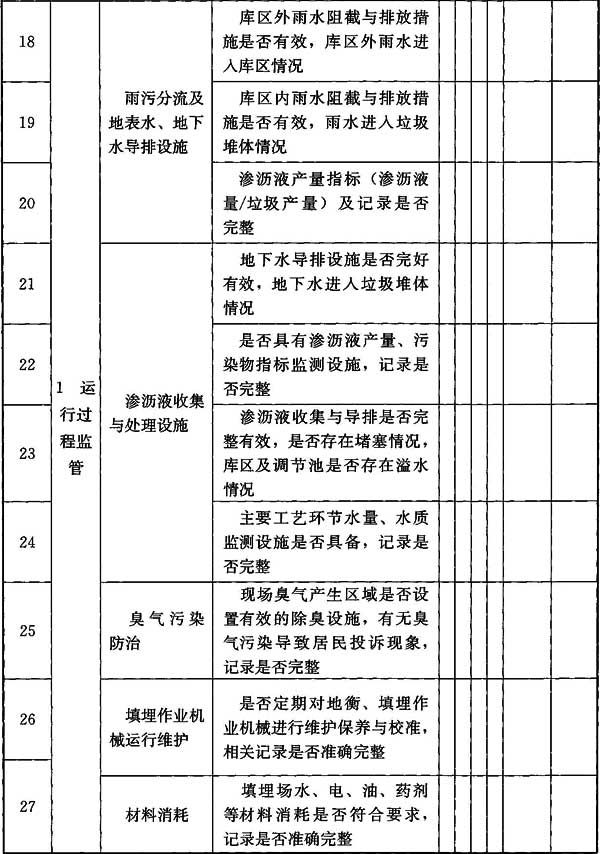 18
库区外雨水阻截与排放措
施是否有效，库区外雨水进
入库区情况
雨污分流及
地表水、地下
水导排设施
19
库区内雨水阻截与排放措
施是否有效，雨水进入垃圾
堆体情况
20
渗沥液产量指标（渗沥液
量/垃圾产量）及记录是否
完整
21
地下水导排设施是否完好
有效，地下水进入垃圾堆体
情况
22
是否具有渗沥液产量、污
染物指标监测设施，记录是
否完整
1 运
行过
程监
管
渗沥液收集
与处理设施
23
渗沥液收集与导排是否完
整有效，是否存在堵塞情况，
库区及调节池是否存在溢水
情况
24
主要工艺环节水量、水质
监测设施是否具备，记录是
否完整
25
臭气污染
防治
现场臭气产生区域是否设
置有效的除臭设施，有无臭
气污染导致居民投诉现象，
记录是否完整
26
填埋作业机
械运行维护
是否定期对地衡、填埋作
业机械进行维护保养与校准，
相关记录是否准确完整
27
材料消耗
填埋场水、电、油、药剂
等材料消耗是否符合要求，
记录是否准确完整